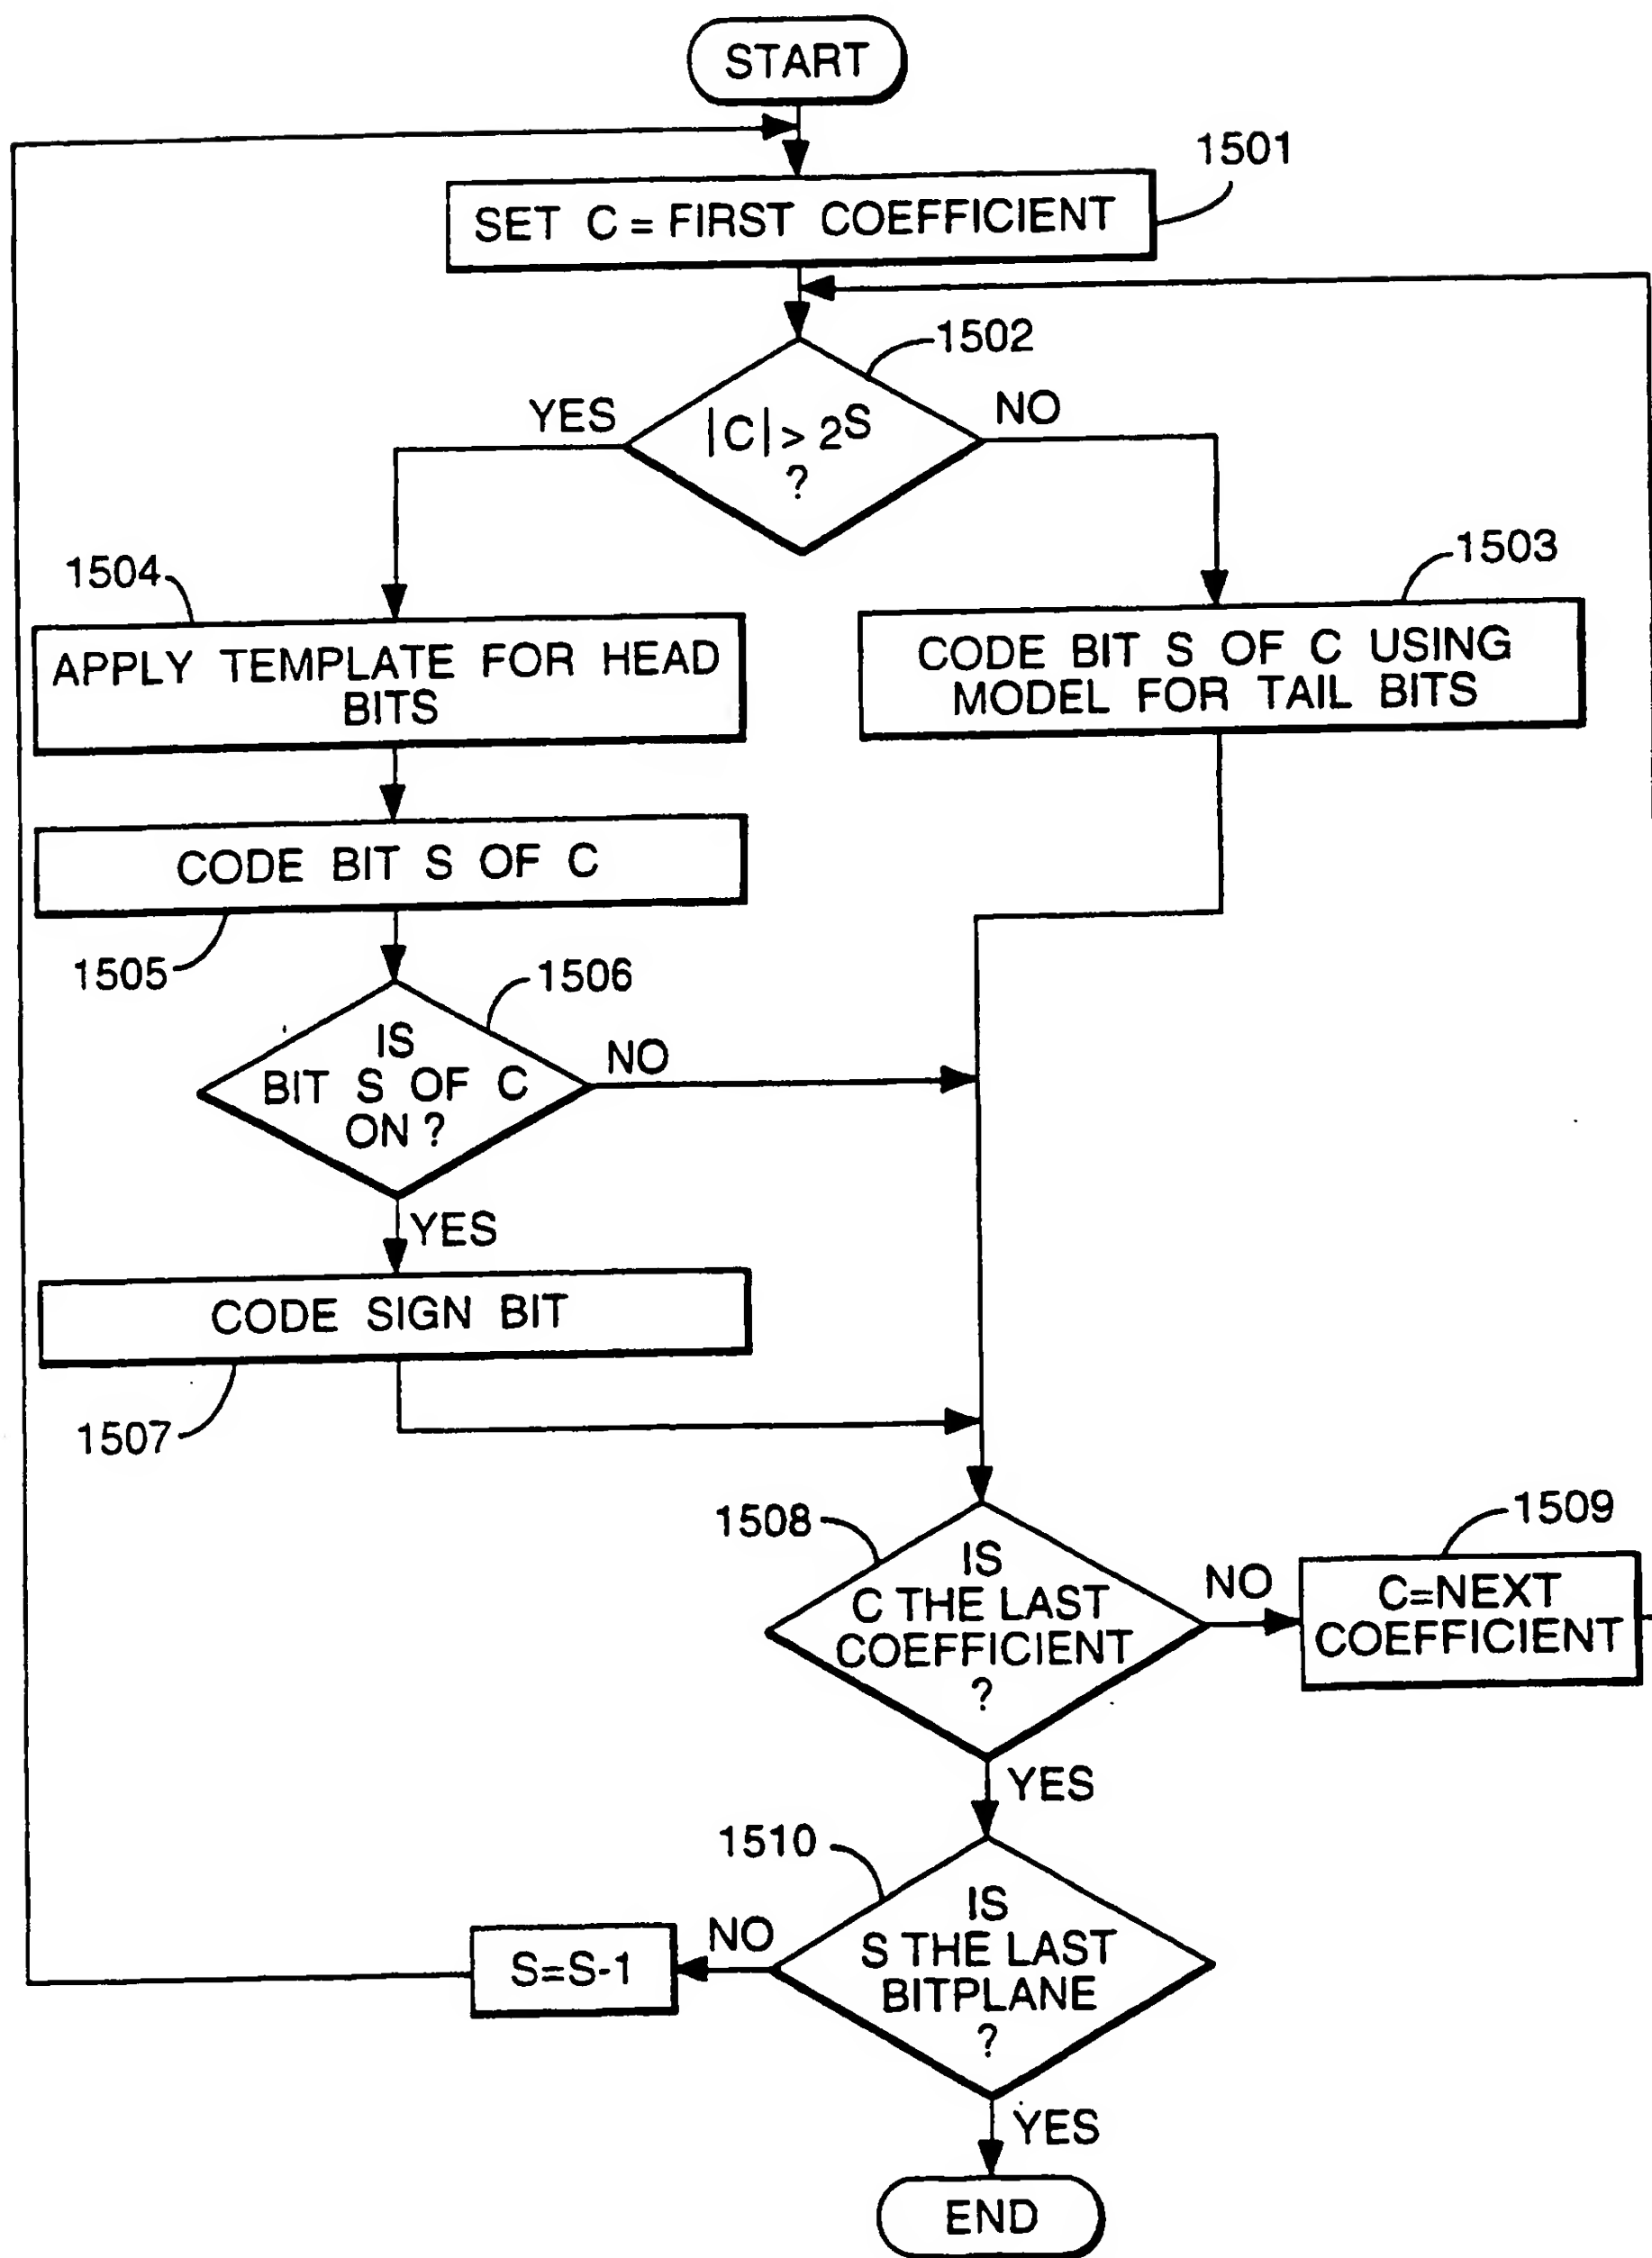 START
1501
SET C = FIRST COEFFICIENT
1502
YES
|C| > 2^S
?
NO
1504
1503
APPLY TEMPLATE FOR HEAD
BITS
CODE BIT S OF C USING
MODEL FOR TAIL BITS
CODE BIT S OF C
1505
1506
IS
BIT S OF C
ON ?
NO
YES
CODE SIGN BIT
1507
1508
IS
C THE LAST
COEFFICIENT
?
NO
1509
C=NEXT
COEFFICIENT
YES
1510
IS
S THE LAST
BITPLANE
?
NO
S=S-1
YES
END